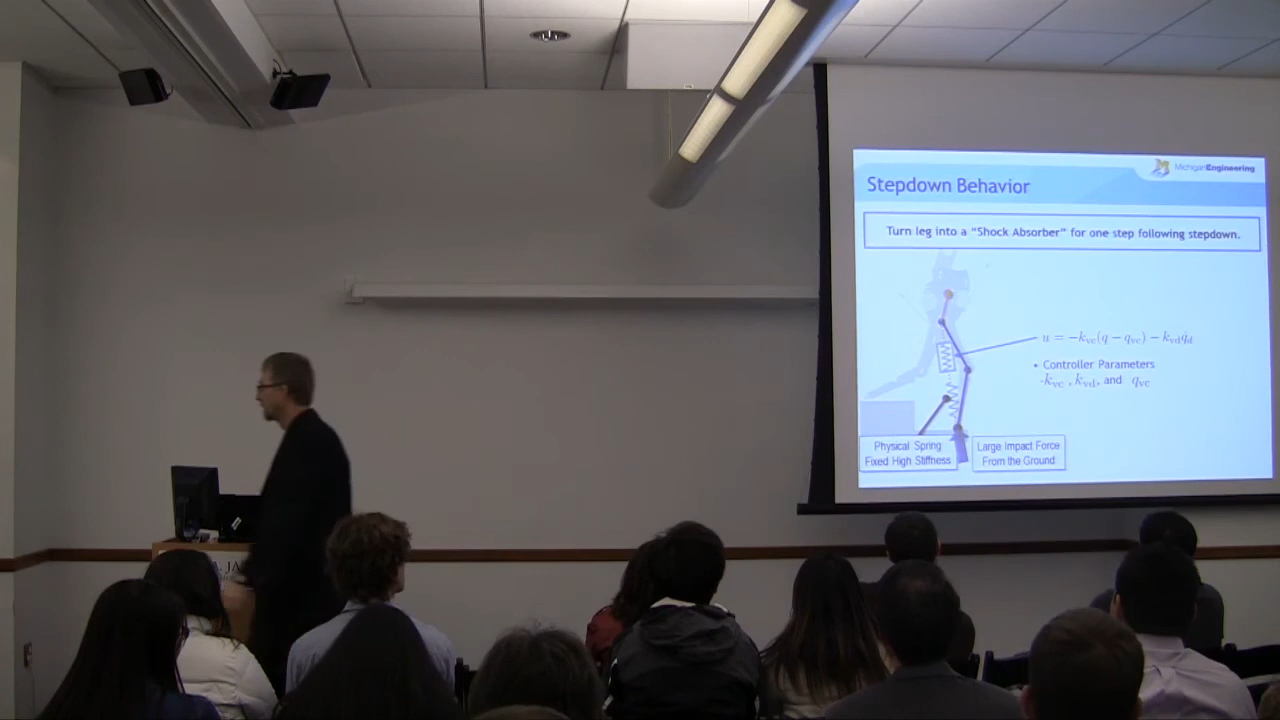 MichiganEngineering
Stepdown Behavior
Turn leg into a “Shock Absorber” for one step following stepdown.
u = −k_vc(q − q_vc) − k_vd q̇_d
• Controller Parameters
-k_vc , k_vd, and q_vc
Physical Spring
Fixed High Stiffness
Large Impact Force
From the Ground